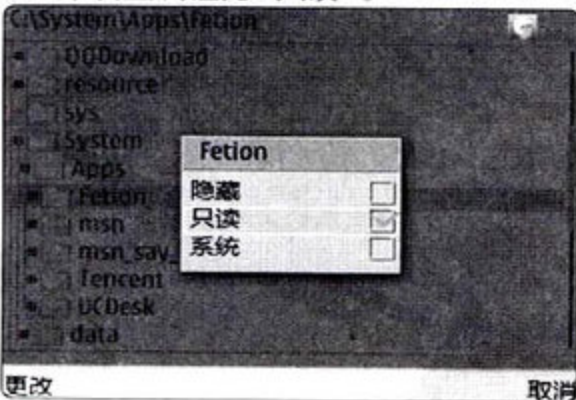 C:\System\Apps\Fetion
QQDownload
resource
sys
System
Apps
Fetion
msn
msn_sav
Tencent
UCDesk
data
Fetion
隐藏
只读
系统
更改
取消